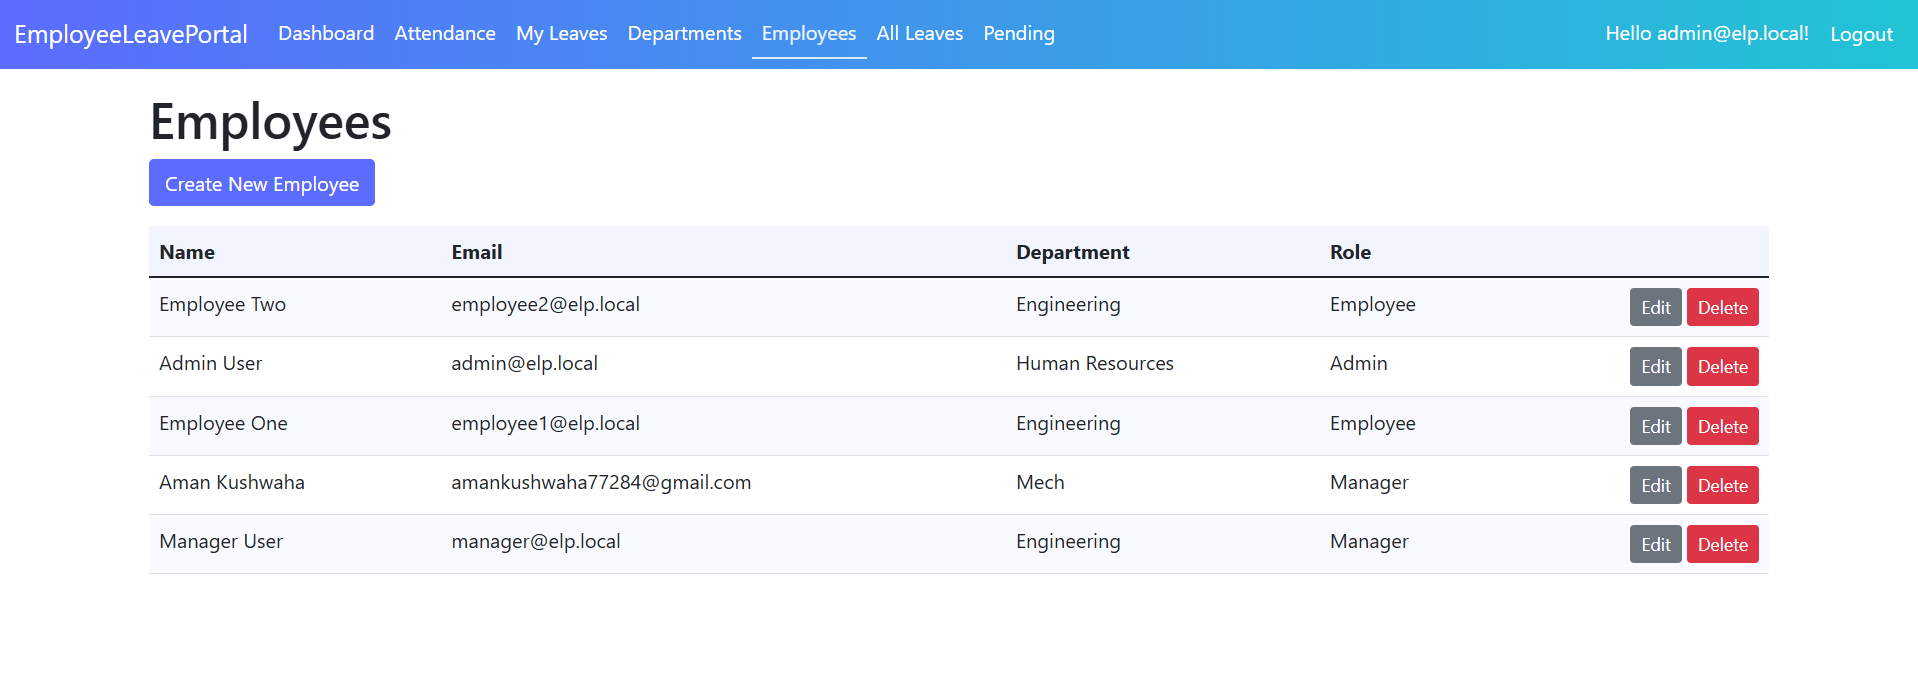 EmployeeLeavePortal Dashboard Attendance My Leaves Departments Employees All Leaves Pending Hello admin@elp.local! Logout
Employees
Create New Employee
Name Email Department Role
Employee Two employee2@elp.local Engineering Employee Edit Delete
Admin User admin@elp.local Human Resources Admin Edit Delete
Employee One employee1@elp.local Engineering Employee Edit Delete
Aman Kushwaha amankushwaha77284@gmail.com Mech Manager Edit Delete
Manager User manager@elp.local Engineering Manager Edit Delete